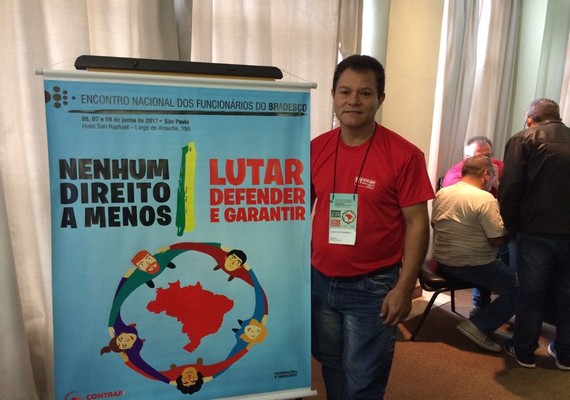 ENCONTRO NACIONAL DOS FUNCIONÁRIOS DO BRADESCO
06, 07 e 08 de junho de 2017 • São Paulo
Hotel San Raphael – Largo do Arouche, 150
NENHUM
DIREITO
A MENOS
LUTAR
DEFENDER
E GARANTIR
CONTRAF